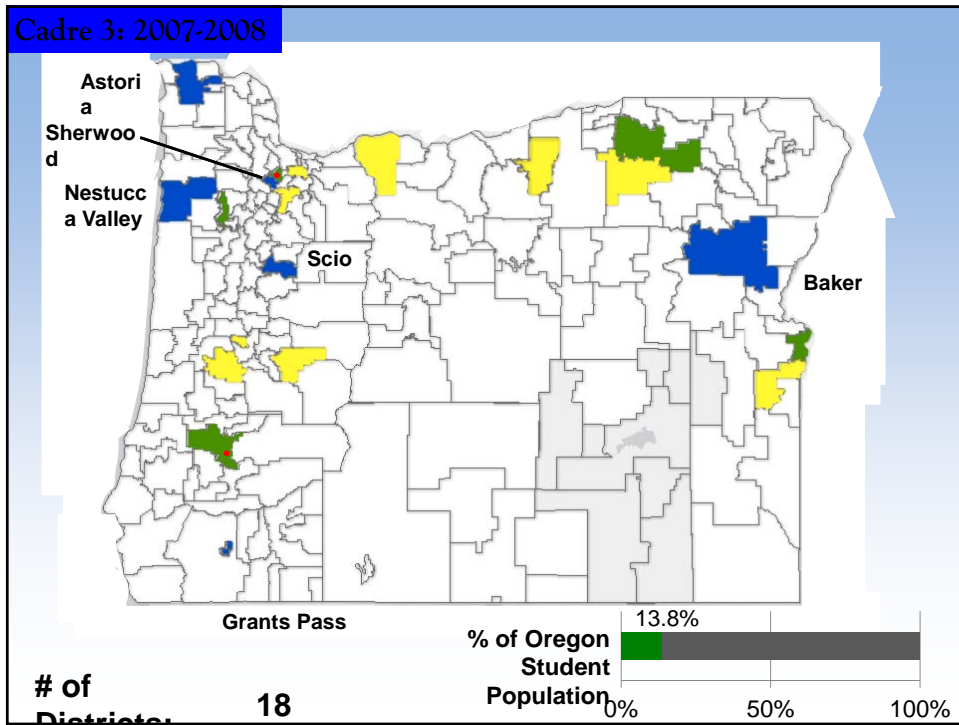 Cadre 3: 2007-2008
Astori
a
Sherwoo
d
Nestucc
a Valley
Scio
Baker
Grants Pass
13.8%
% of Oregon
Student
Population
0%
50%
100%
# of
Districts:
18